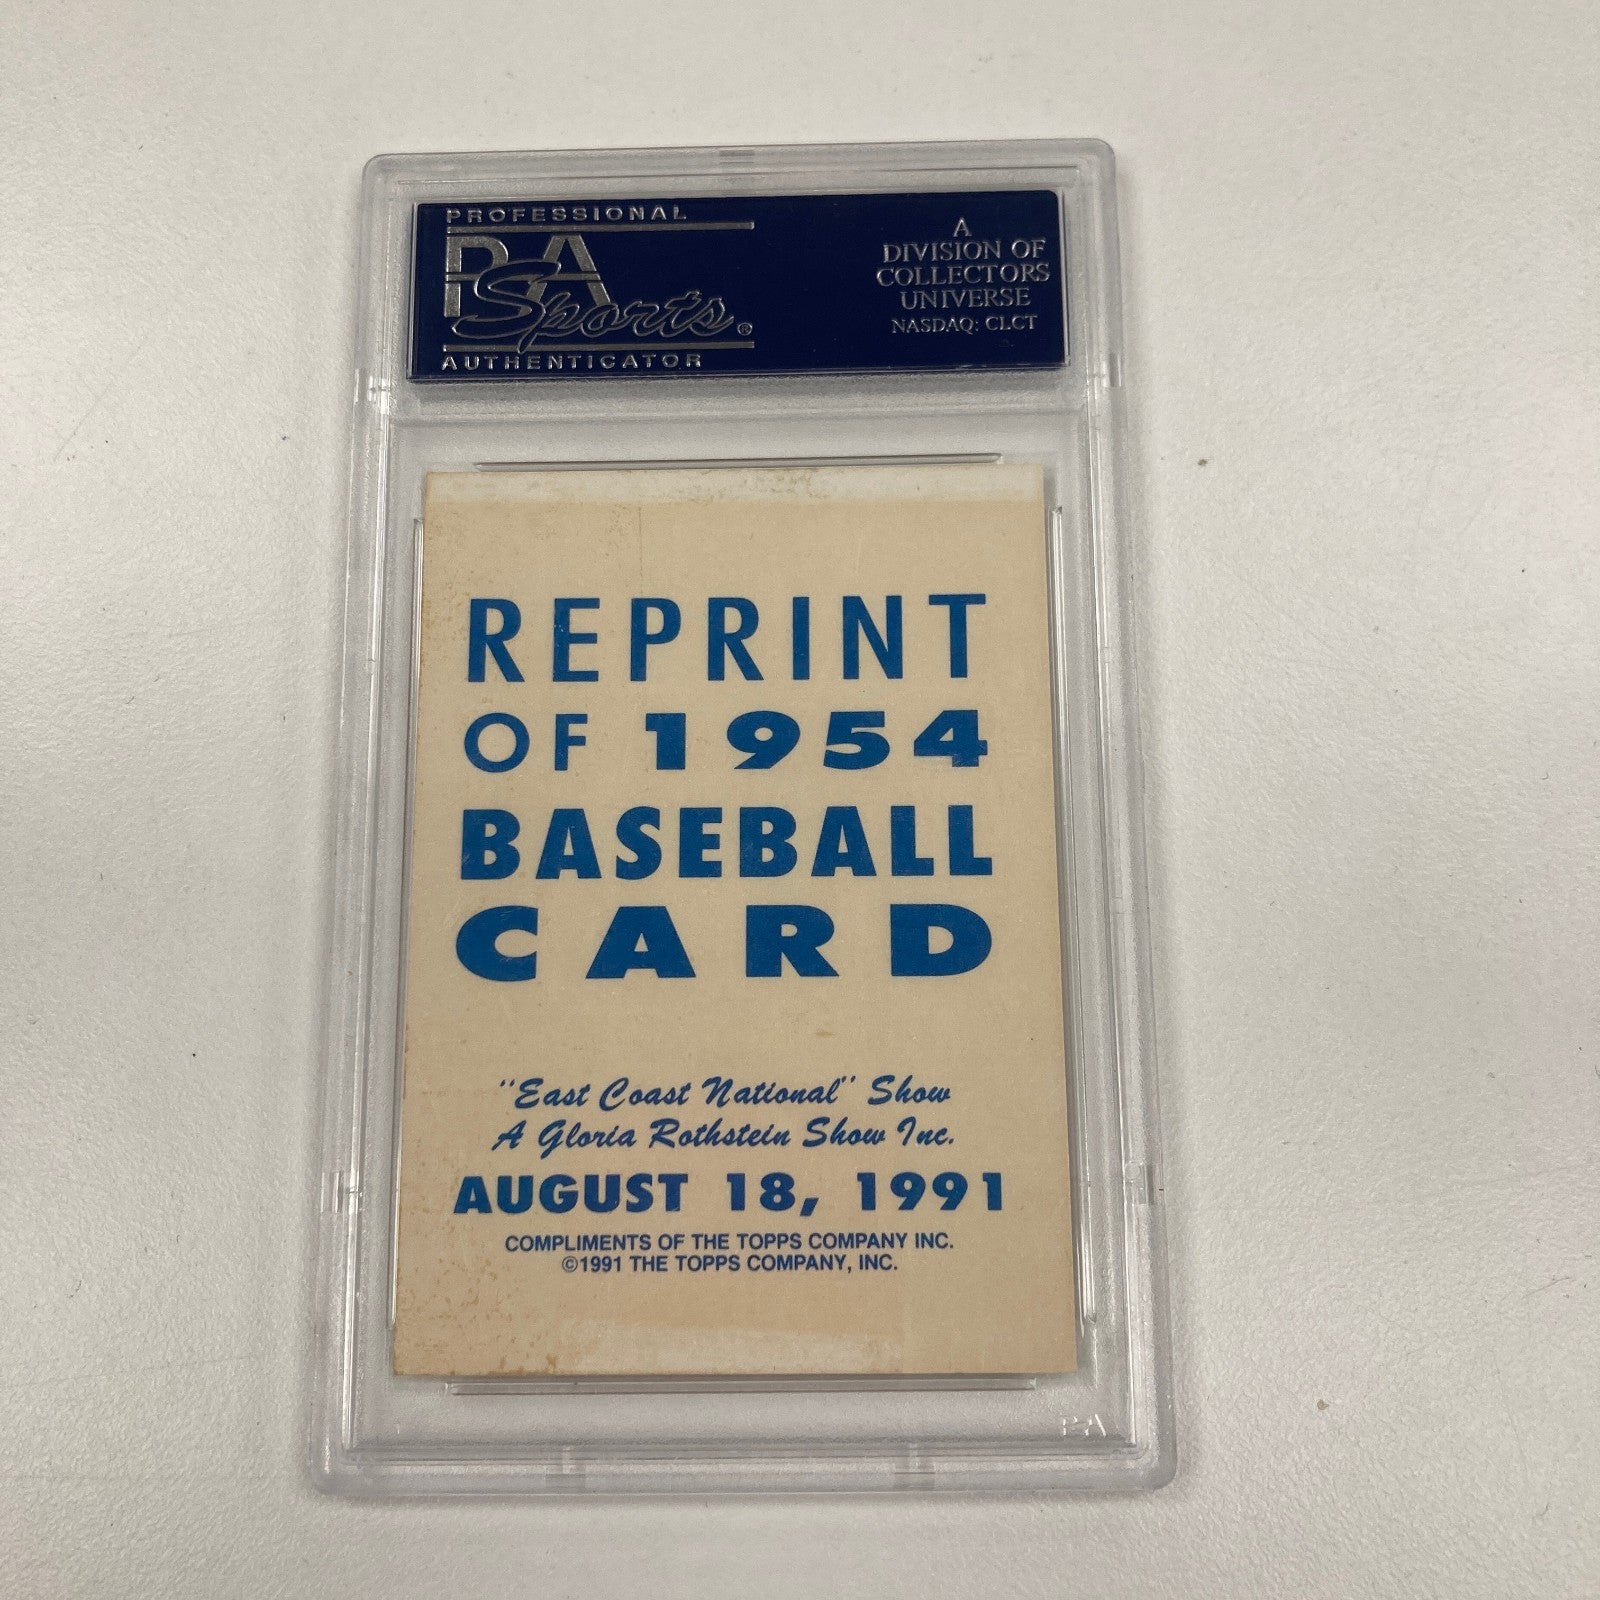 PROFESSIONAL
PSA
Sports®
AUTHENTICATOR
A
DIVISION OF
COLLECTORS
UNIVERSE
NASDAQ: CLCT
REPRINT
OF 1954
BASEBALL
CARD
"East Coast National" Show
A Gloria Rothstein Show Inc.
AUGUST 18, 1991
COMPLIMENTS OF THE TOPPS COMPANY INC.
©1991 THE TOPPS COMPANY, INC.
PSA